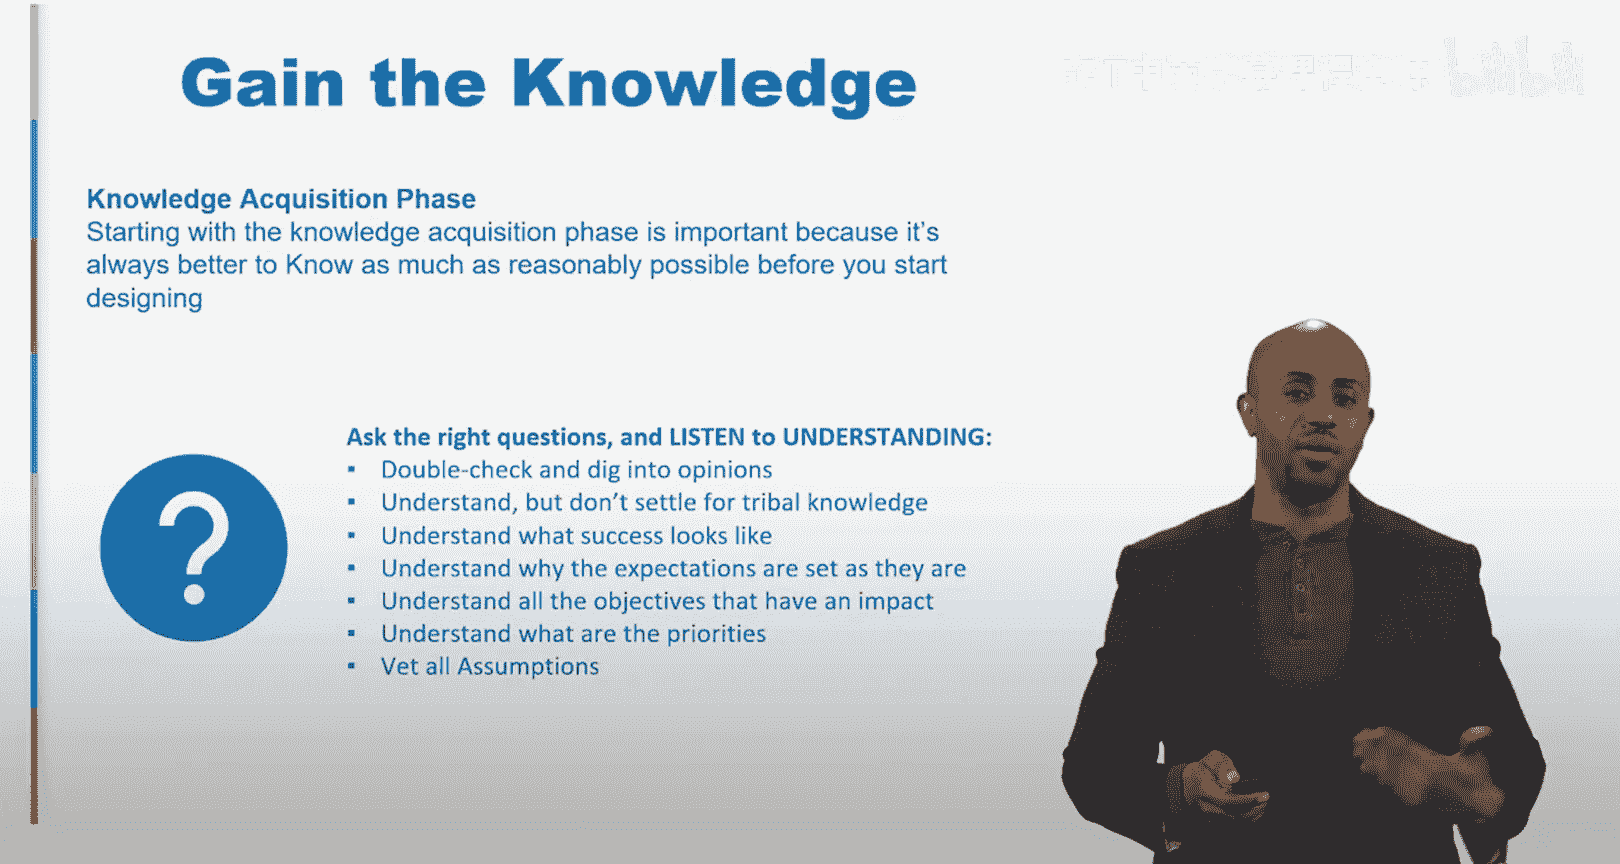 Gain the Knowledge
Knowledge Acquisition Phase
Starting with the knowledge acquisition phase is important because it's
always better to Know as much as reasonably possible before you start
designing
?
Ask the right questions, and LISTEN to UNDERSTANDING:
▪ Double-check and dig into opinions
▪ Understand, but don't settle for tribal knowledge
▪ Understand what success looks like
▪ Understand why the expectations are set as they are
▪ Understand all the objectives that have an impact
▪ Understand what are the priorities
▪ Vet all Assumptions